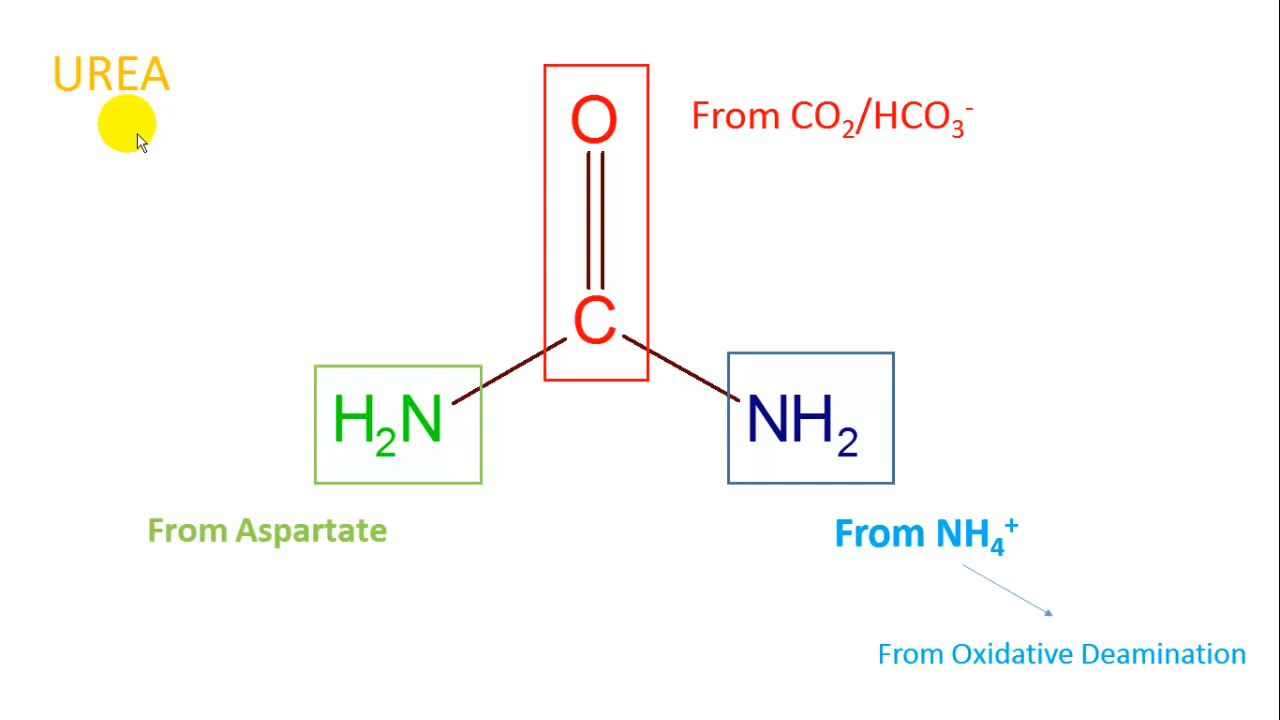 UREA
O
From CO₂/HCO₃⁻
C
H₂N
NH₂
From Aspartate
From NH₄⁺
From Oxidative Deamination